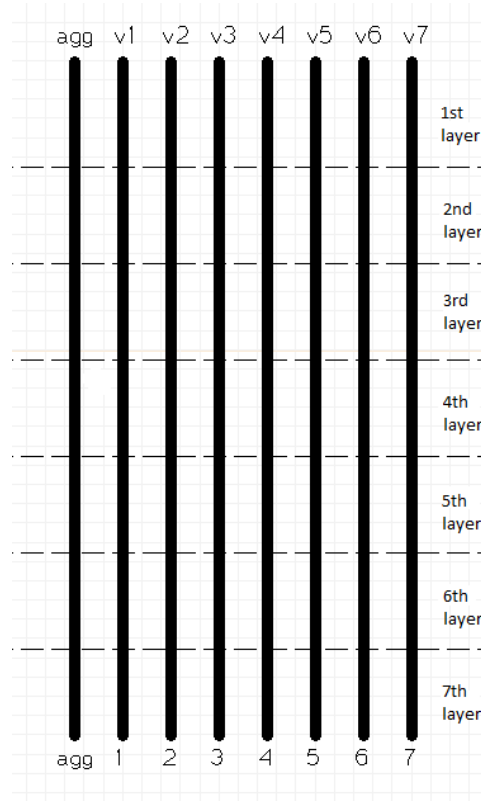 agg v1 v2 v3 v4 v5 v6 v7
1st
layer
2nd
layer
3rd
layer
4th
layer
5th
layer
6th
layer
7th
layer
agg 1 2 3 4 5 6 7